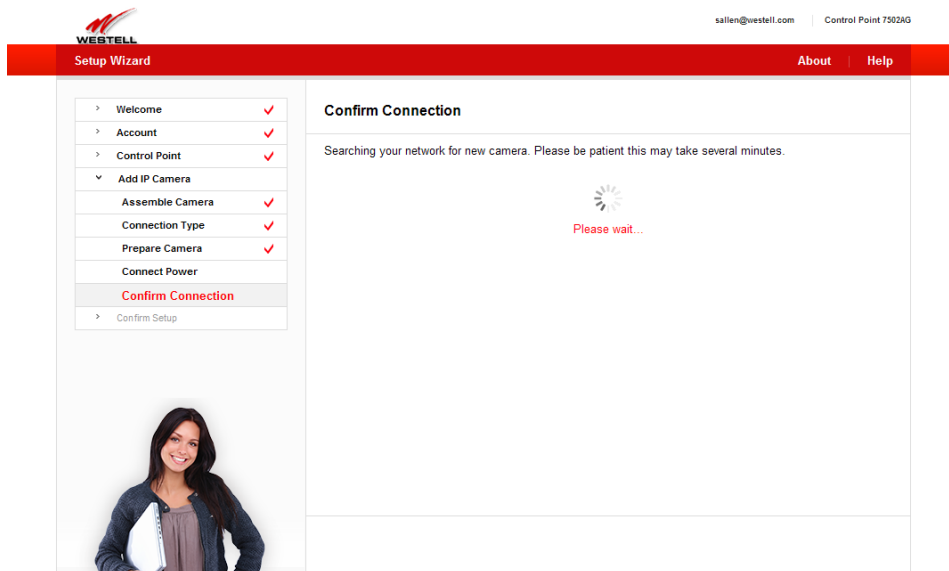 WESTELL
sallen@westell.com
Control Point 7502AG
Setup Wizard
About
Help
Welcome
Account
Control Point
Add IP Camera
Assemble Camera
Connection Type
Prepare Camera
Connect Power
Confirm Connection
Confirm Setup
Confirm Connection
Searching your network for new camera. Please be patient this may take several minutes.
Please wait...